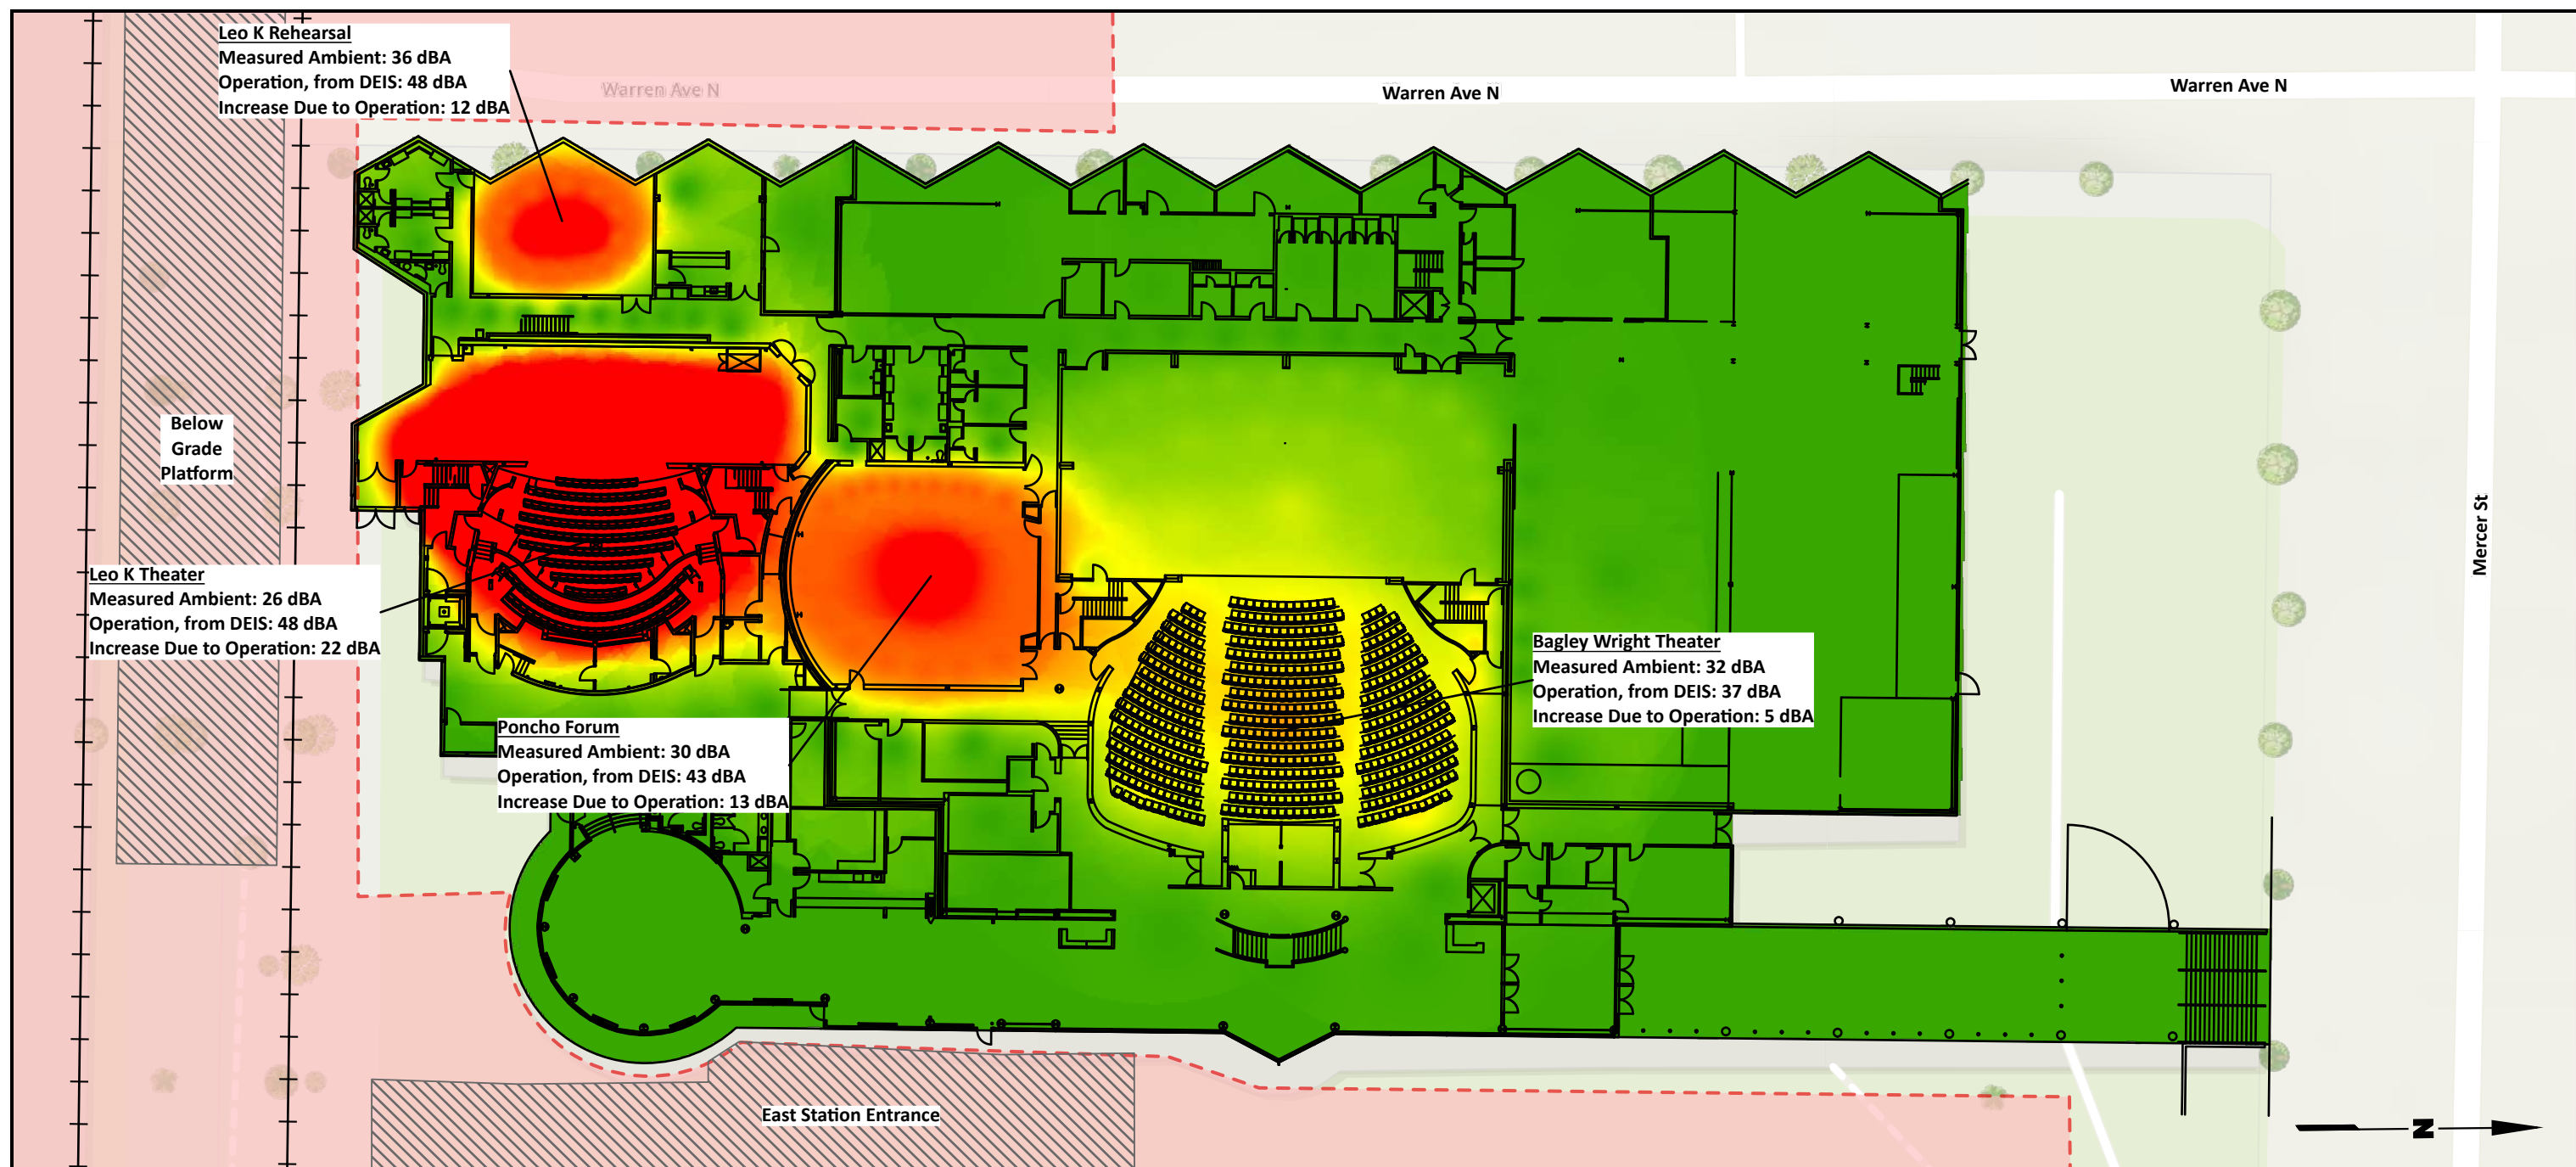 Leo K Rehearsal
Measured Ambient: 36 dBA
Operation, from DEIS: 48 dBA
Increase Due to Operation: 12 dBA
Warren Ave N
Warren Ave N
Warren Ave N
Below
Grade
Platform
Mercer St
Leo K Theater
Measured Ambient: 26 dBA
Operation, from DEIS: 48 dBA
Increase Due to Operation: 22 dBA
Bagley Wright Theater
Measured Ambient: 32 dBA
Operation, from DEIS: 37 dBA
Increase Due to Operation: 5 dBA
Poncho Forum
Measured Ambient: 30 dBA
Operation, from DEIS: 43 dBA
Increase Due to Operation: 13 dBA
East Station Entrance
N